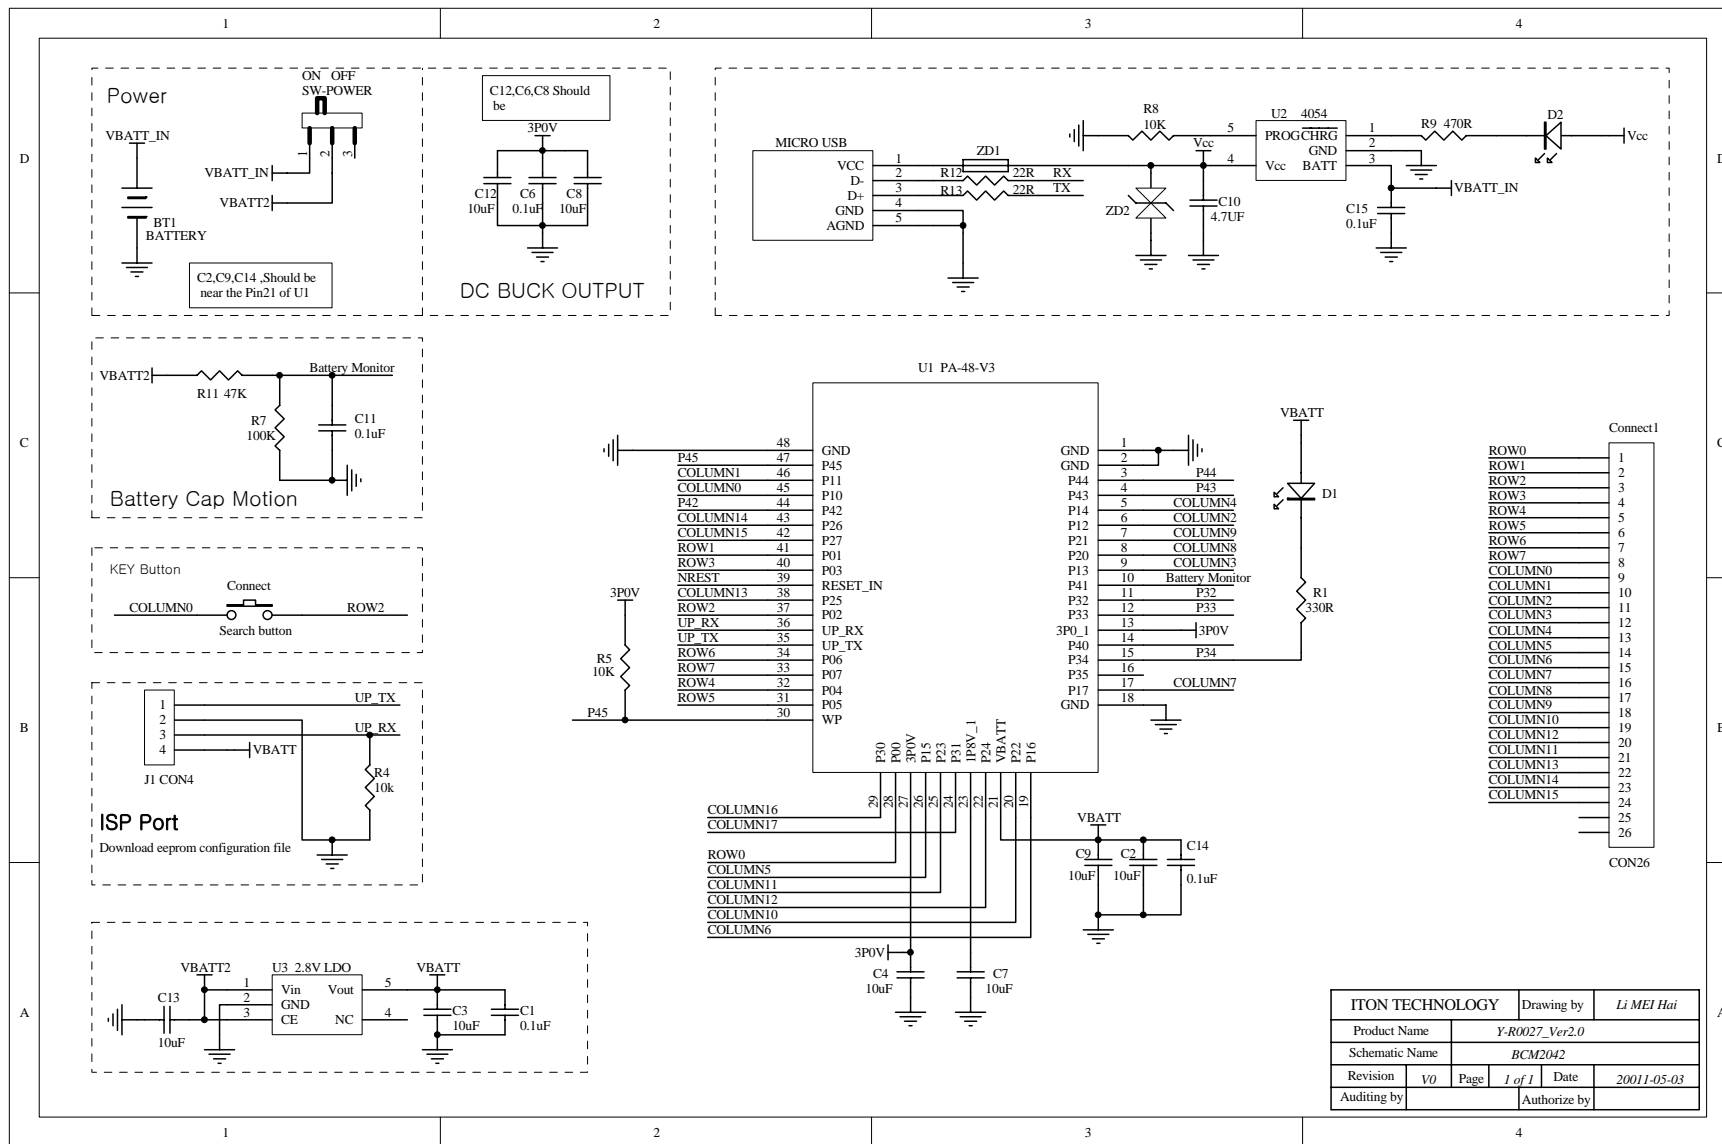 1 2 3 4
D
Power
ON OFF
SW-POWER
VBATT_IN
1
2
3
VBATT_IN
VBATT2
BT1
BATTERY
C2,C9,C14 ,Should be
near the Pin21 of U1
C12,C6,C8 Should
be
3P0V
C12
10uF
C6
0.1uF
C8
10uF
DC BUCK OUTPUT
MICRO USB
VCC 1
D- 2
D+ 3
GND 4
AGND 5
ZD1
R12 22R RX
R13 22R TX
R8
10K
ZD2
Vcc
C10
4.7UF
U2 4054
5 PROG CHRG 1
GND 2
4 Vcc BATT 3
R9 470R
D2
Vcc
VBATT_IN
C15
0.1uF
D
C
VBATT2
R11 47K
Battery Monitor
R7
100K
C11
0.1uF
Battery Cap Motion
KEY Button
Connect
COLUMN0 ROW2
Search button
B
1 UP_TX
2
3 UP_RX
4 VBATT
J1 CON4
R4
10k
ISP Port
Download eeprom configuration file
A
VBATT2
U3 2.8V LDO
VBATT
C13
10uF
1 Vin Vout 5
2 GND
3 CE NC 4
C3
10uF
C1
0.1uF
U1 PA-48-V3
48 GND
P45 47 P45
COLUMN1 46 P11
COLUMN0 45 P10
P42 44 P42
COLUMN14 43 P26
COLUMN15 42 P27
ROW1 41 P01
ROW3 40 P03
NREST 39 RESET_IN
COLUMN13 38 P25
ROW2 37 P02
UP_RX 36 UP_RX
UP_TX 35 UP_TX
ROW6 34 P06
ROW7 33 P07
ROW4 32 P04
ROW5 31 P05
P45 30 WP
3P0V
R5
10K
GND 1
GND 2
P44 3 P44
P43 4 P43
P14 5 COLUMN4
P12 6 COLUMN2
P21 7 COLUMN9
P20 8 COLUMN8
P13 9 COLUMN3
P41 10 Battery Monitor
P32 11 P32
P33 12 P33
3P0_1 13 3P0V
P40 14
P34 15 P34
P35 16
P17 17 COLUMN7
GND 18
VBATT
D1
R1
330R
P30 P00 3P0V P15 P23 P31 1P8V_1 P24 VBATT P22 P16
29 28 27 26 25 24 23 22 21 20 19
COLUMN16
COLUMN17
ROW0
COLUMN5
COLUMN11
COLUMN12
COLUMN10
COLUMN6
3P0V
C4
10uF
C7
10uF
VBATT
C9
10uF
C2
10uF
C14
0.1uF
Connect1
ROW0 1
ROW1 2
ROW2 3
ROW3 4
ROW4 5
ROW5 6
ROW6 7
ROW7 8
COLUMN0 9
COLUMN1 10
COLUMN2 11
COLUMN3 12
COLUMN4 13
COLUMN5 14
COLUMN6 15
COLUMN7 16
COLUMN8 17
COLUMN9 18
COLUMN10 19
COLUMN12 20
COLUMN11 21
COLUMN13 22
COLUMN14 23
COLUMN15 24
25
26
CON26
ITON TECHNOLOGY Drawing by Li MEI Hai
Product Name Y-R0027_Ver2.0
Schematic Name BCM2042
Revision V0 Page 1 of 1 Date 20011-05-03
Auditing by Authorize by
1 2 3 4